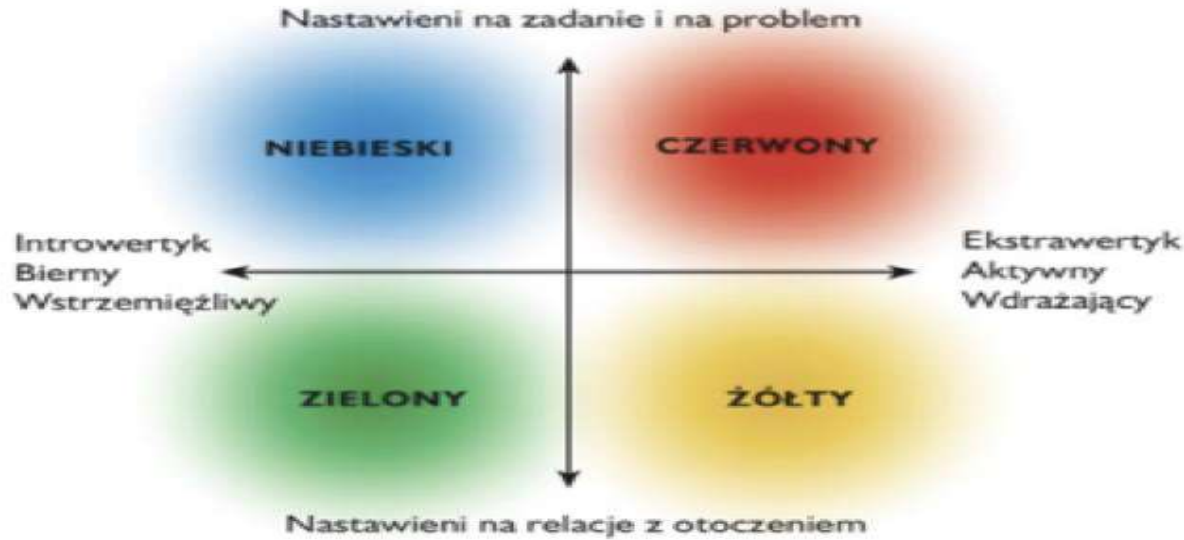 Nastawieni na zadanie i na problem
NIEBIESKI
CZERWONY
Introwertyk
Bierny
Wstrzemięźliwy
Ekstrawertyk
Aktywny
Wdrażający
ZIELONY
ŻÓŁTY
Nastawieni na relacje z otoczeniem